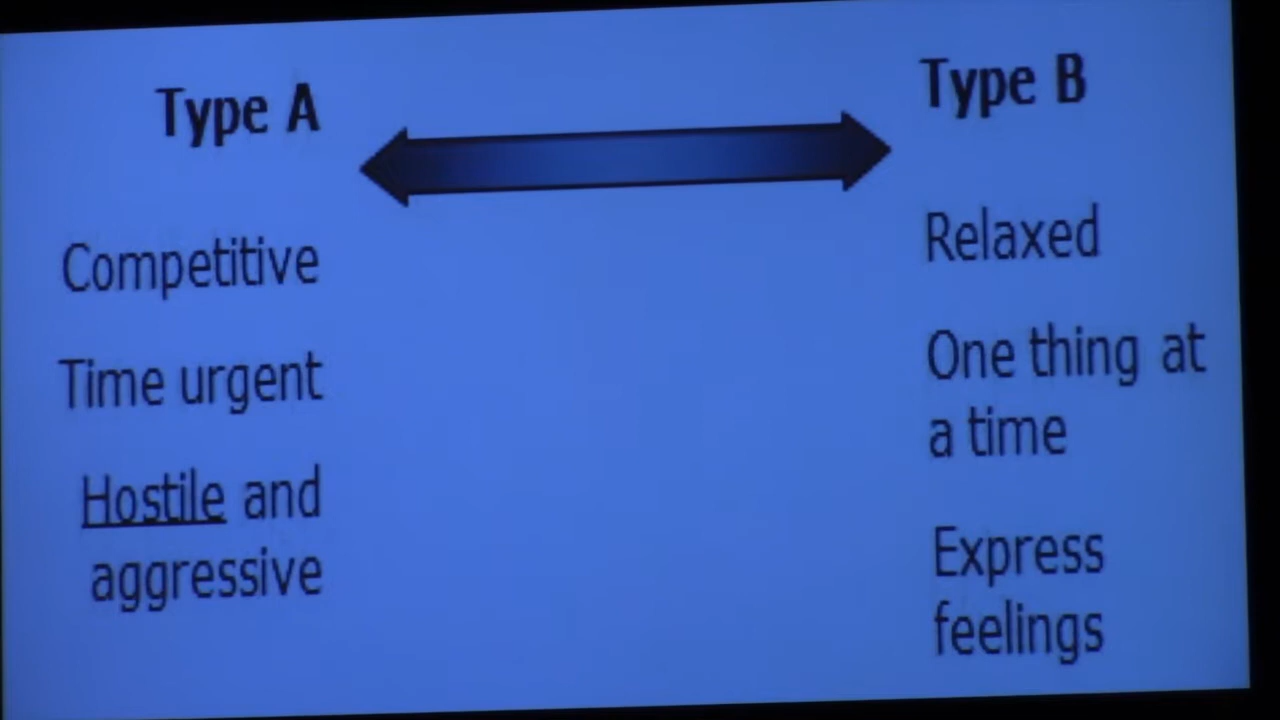 Type A
Type B
Competitive
Relaxed
Time urgent
One thing at
a time
Hostile and
aggressive
Express
feelings